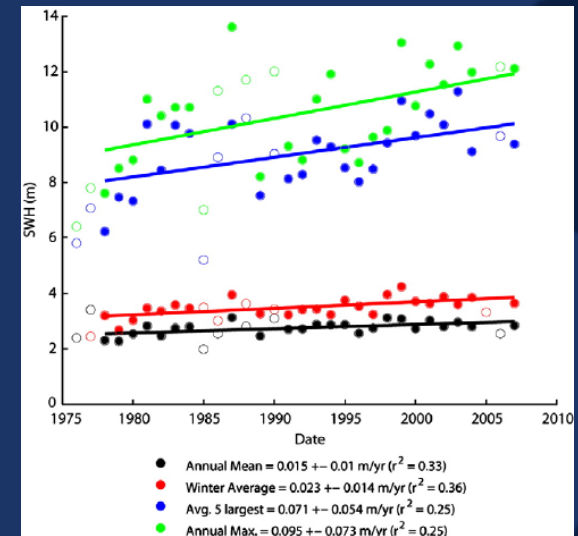 14
12
10
8
6
4
2
0
SWH (m)
1975 1980 1985 1990 1995 2000 2005 2010
Date
Annual Mean = 0.015 +− 0.01 m/yr (r² = 0.33)
Winter Average = 0.023 +− 0.014 m/yr (r² = 0.36)
Avg. 5 largest = 0.071 +− 0.054 m/yr (r² = 0.25)
Annual Max. = 0.095 +− 0.073 m/yr (r² = 0.25)